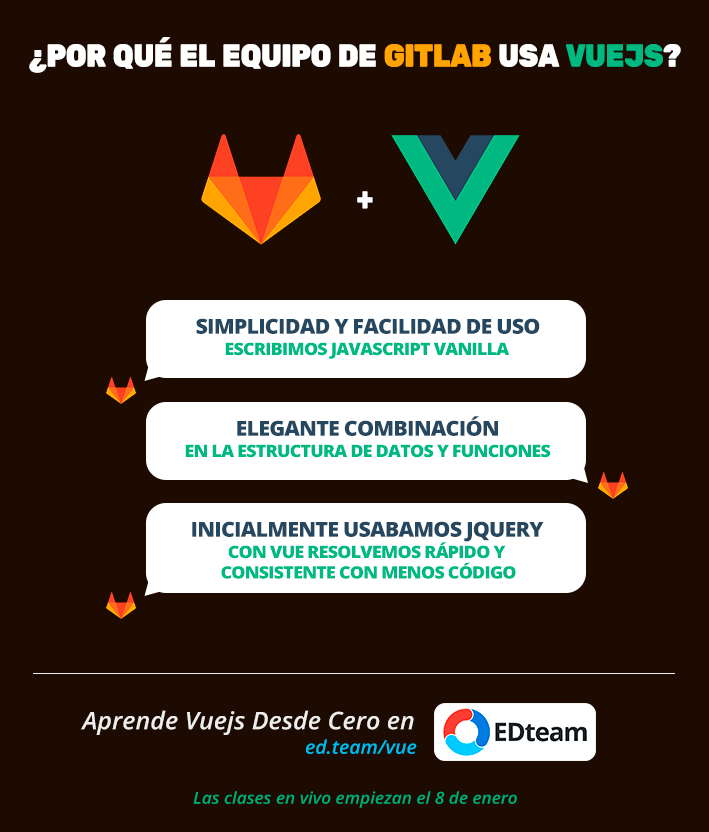 ¿POR QUÉ EL EQUIPO DE GITLAB USA VUEJS?
+
SIMPLICIDAD Y FACILIDAD DE USO
ESCRIBIMOS JAVASCRIPT VANILLA
ELEGANTE COMBINACIÓN
EN LA ESTRUCTURA DE DATOS Y FUNCIONES
INICIALMENTE USABAMOS JQUERY
CON VUE RESOLVEMOS RÁPIDO Y
CONSISTENTE CON MENOS CÓDIGO
Aprende Vuejs Desde Cero en
ed.team/vue
EDteam
Las clases en vivo empiezan el 8 de enero